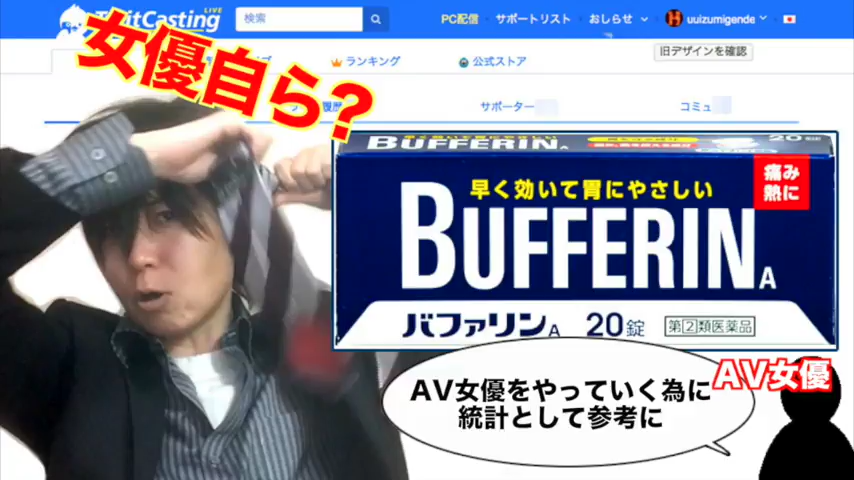 TwitCasting LIVE
検索
PC配信
サポートリスト
おしらせ
uuizumigende
旧デザインを確認
ランキング
公式ストア
履歴
サポーター
コミュ
女優自ら?
BUFFERIN A
20
早く効いて胃にやさしい
痛み
熱に
BUFFERIN A
バファリンA 20錠 第②類医薬品
AV女優
AV女優をやっていく為に
統計として参考に